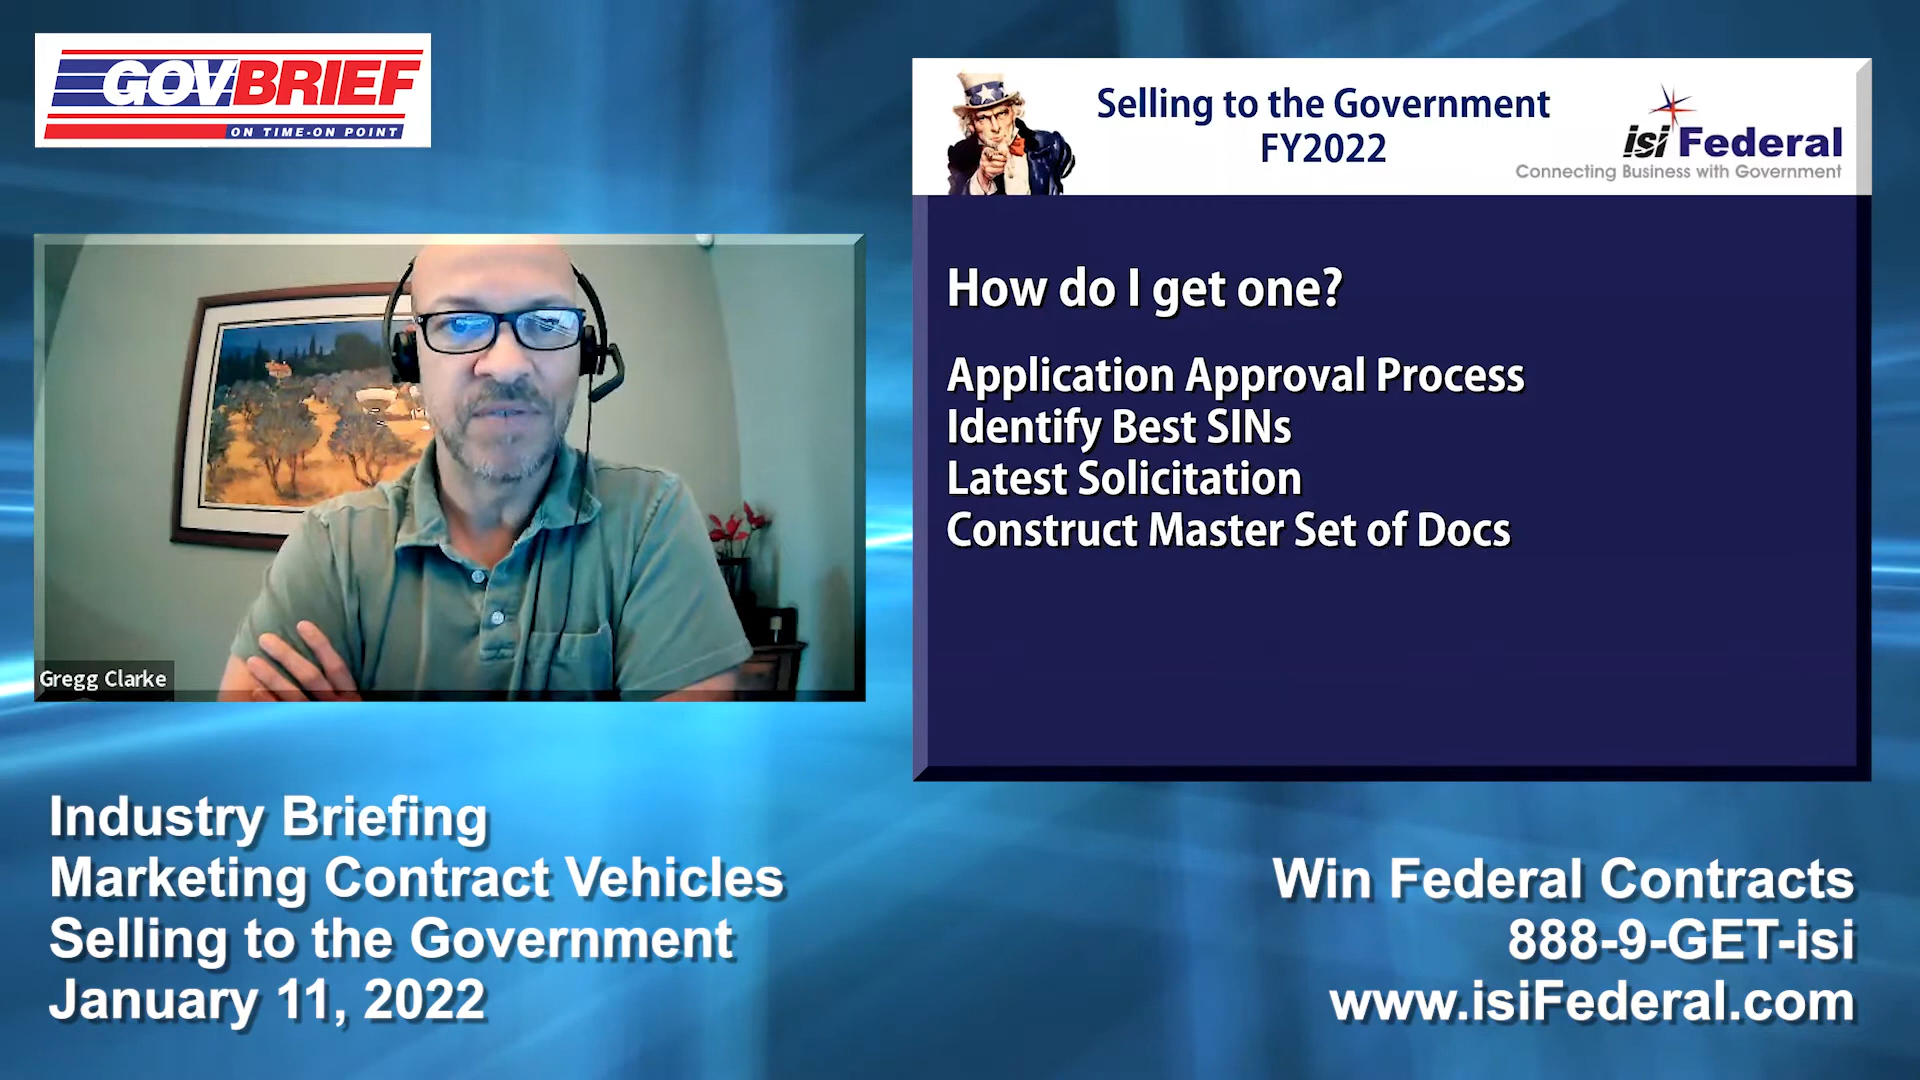 GOVBRIEF
ON TIME-ON POINT
Selling to the Government
FY2022
isi Federal
Connecting Business with Government
How do I get one?
Application Approval Process
Identify Best SINs
Latest Solicitation
Construct Master Set of Docs
Gregg Clarke
Industry Briefing
Marketing Contract Vehicles
Selling to the Government
January 11, 2022
Win Federal Contracts
888-9-GET-isi
www.isiFederal.com